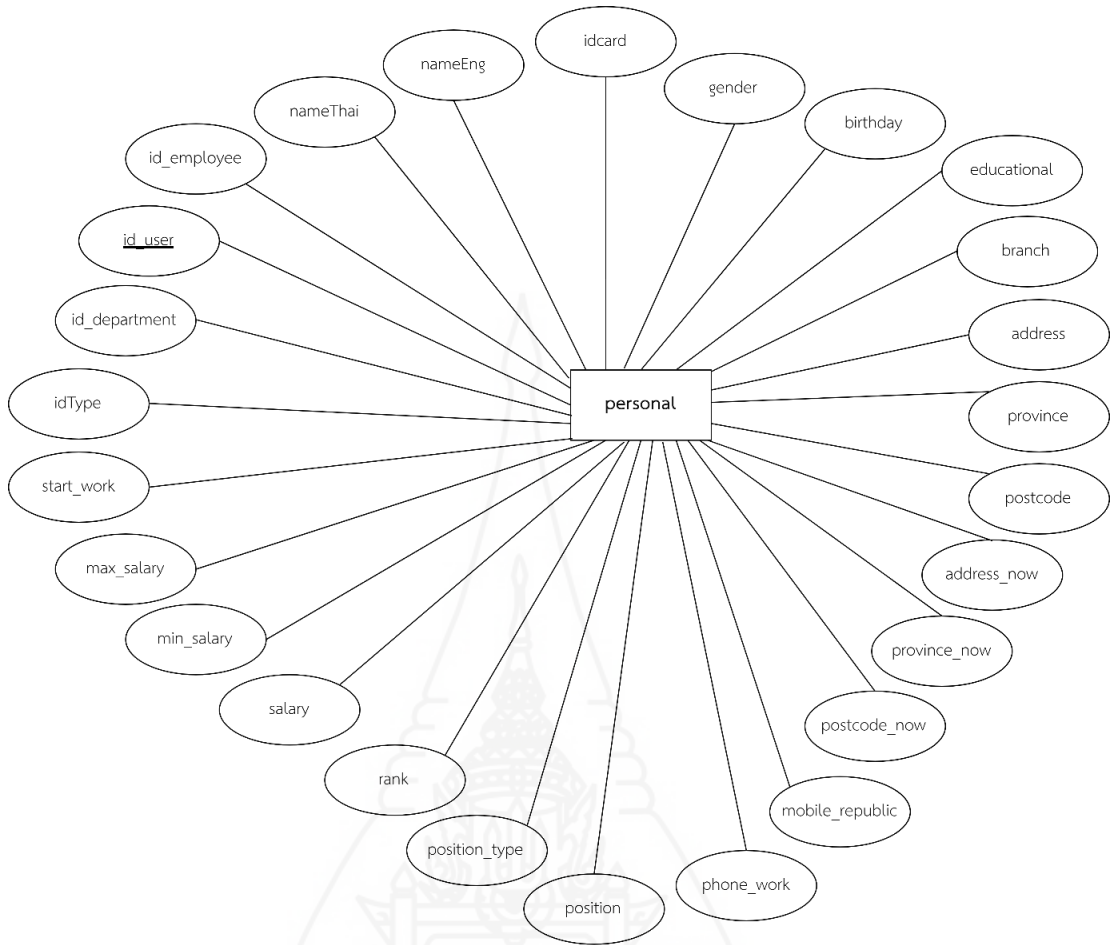 idcard
nameEng
gender
nameThai
birthday
id_employee
educational
id_user
branch
id_department
address
personal
idType
province
start_work
postcode
max_salary
address_now
min_salary
province_now
salary
postcode_now
rank
mobile_republic
position_type
phone_work
position